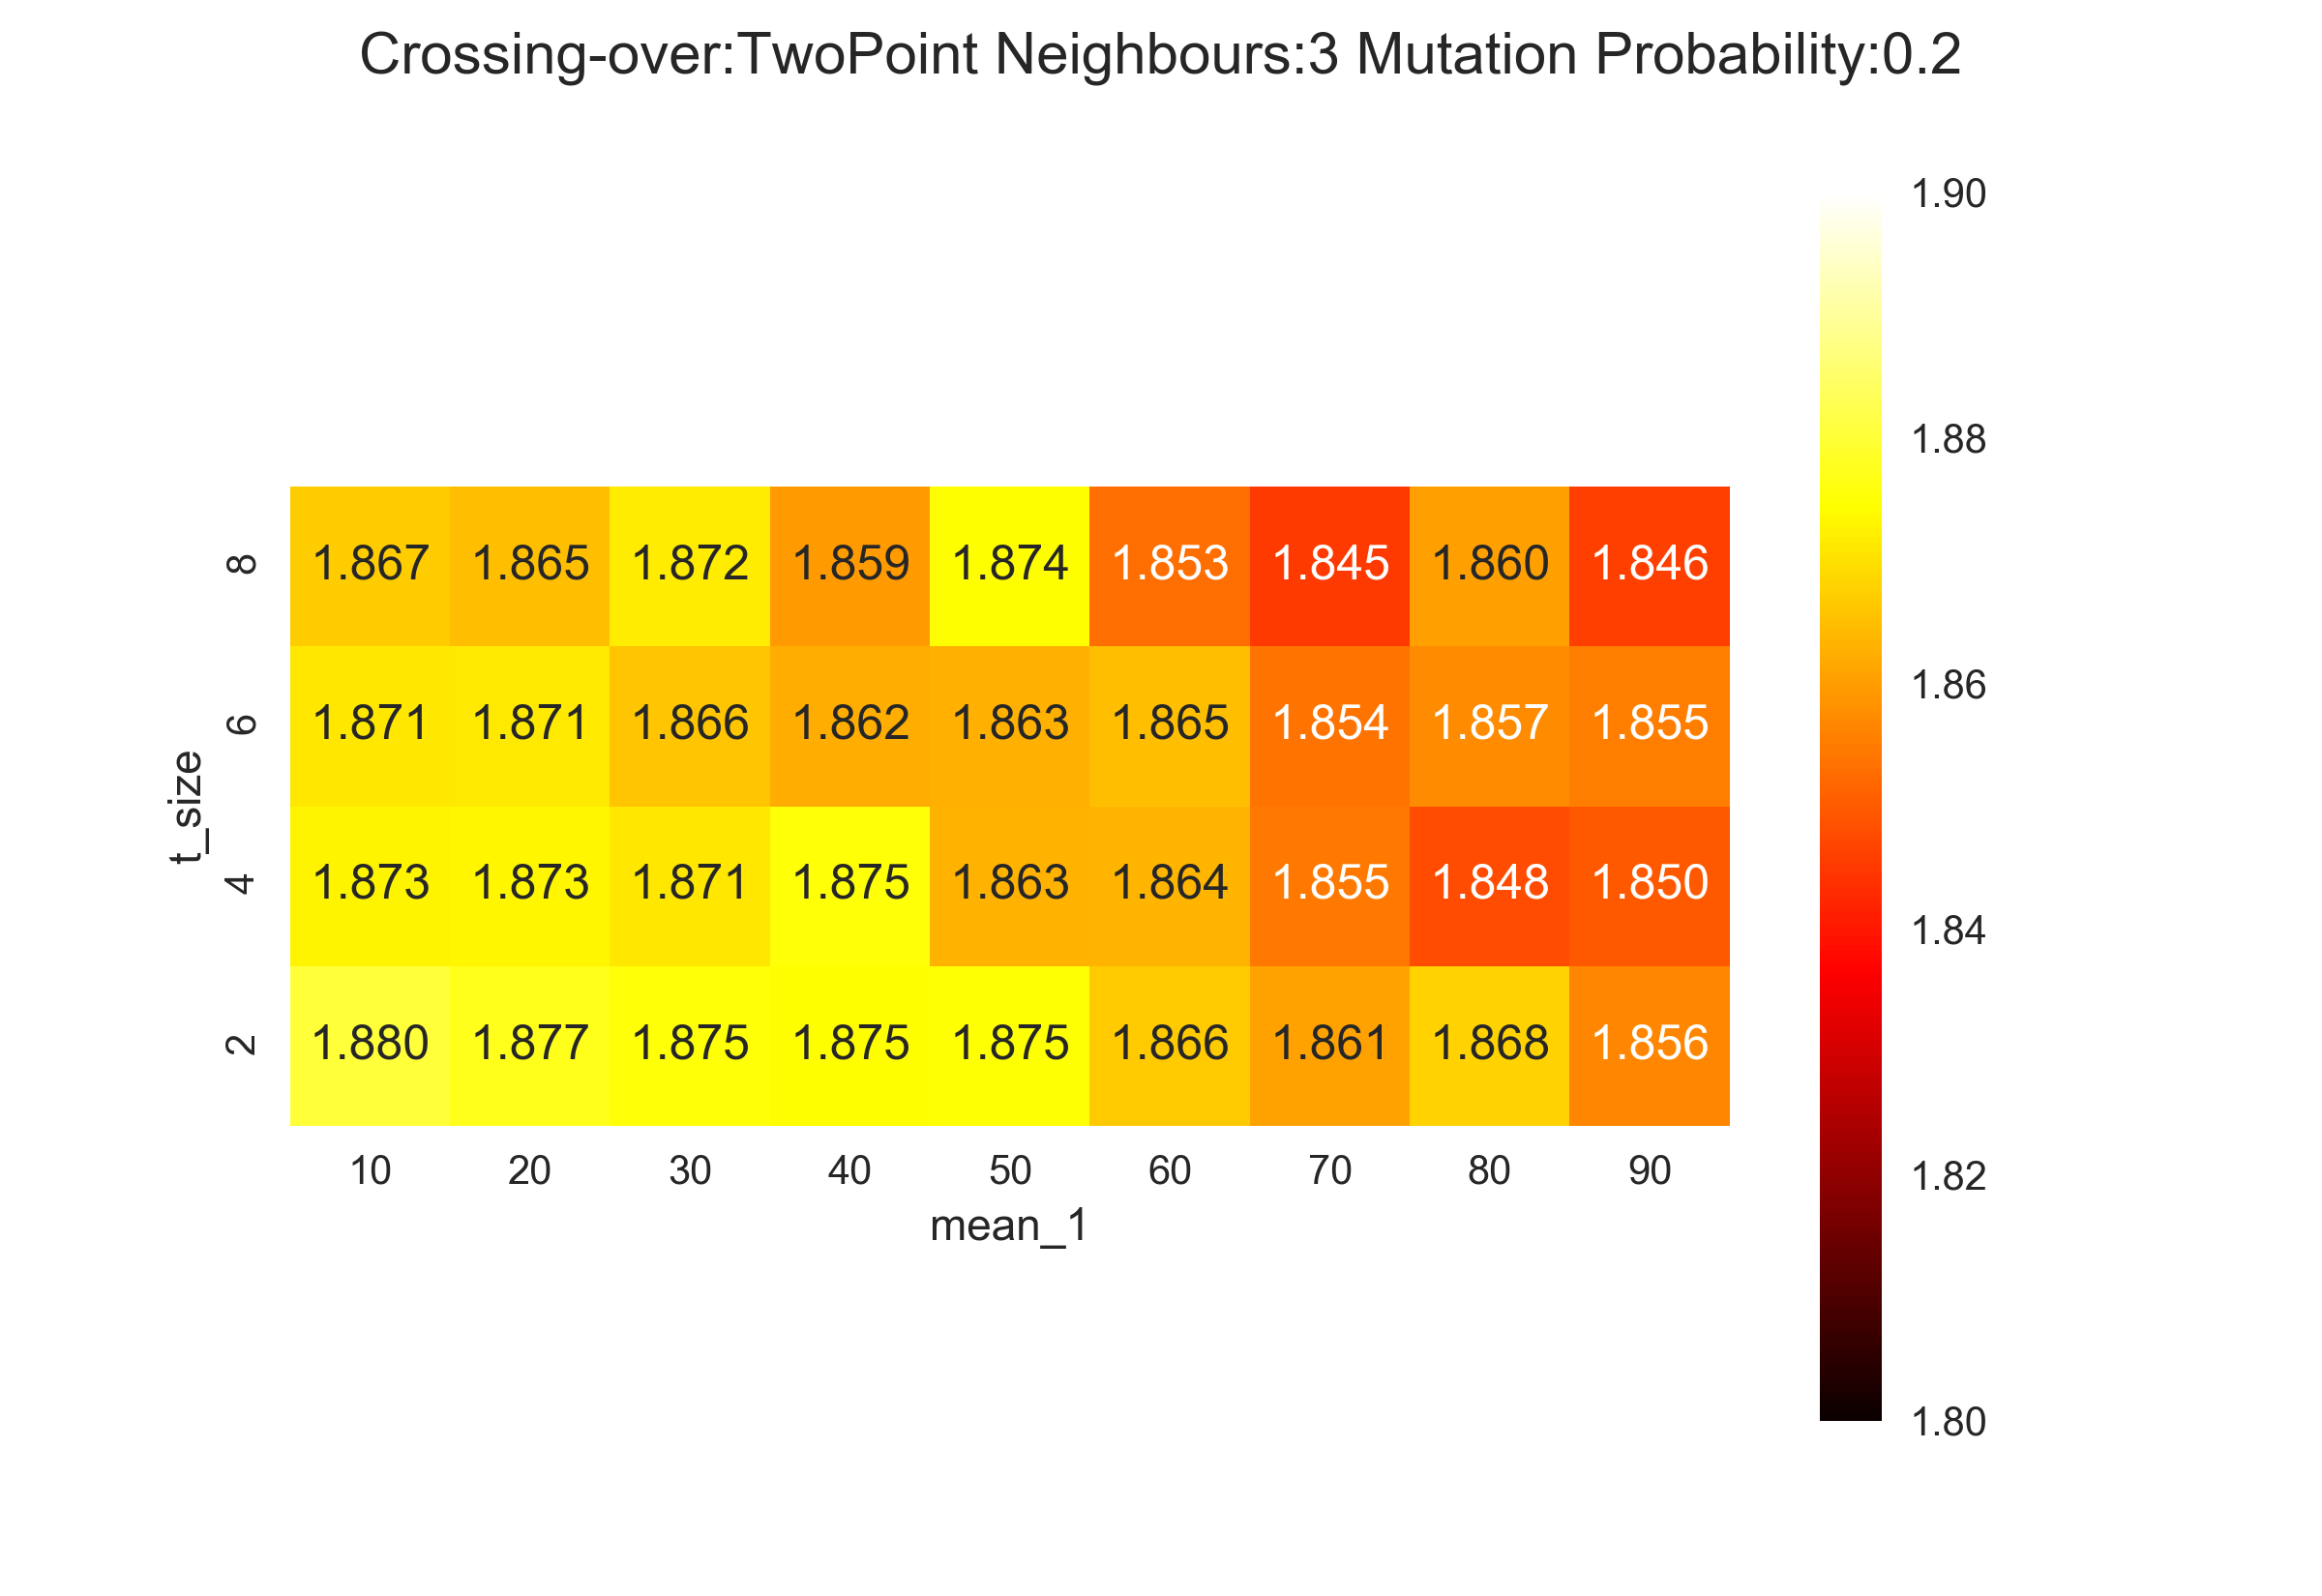 Crossing-over:TwoPoint Neighbours:3 Mutation Probability:0.2
t_size
8 1.867 1.865 1.872 1.859 1.874 1.853 1.845 1.860 1.846
6 1.871 1.871 1.866 1.862 1.863 1.865 1.854 1.857 1.855
4 1.873 1.873 1.871 1.875 1.863 1.864 1.855 1.848 1.850
2 1.880 1.877 1.875 1.875 1.875 1.866 1.861 1.868 1.856
10 20 30 40 50 60 70 80 90
mean_1
1.90
1.88
1.86
1.84
1.82
1.80